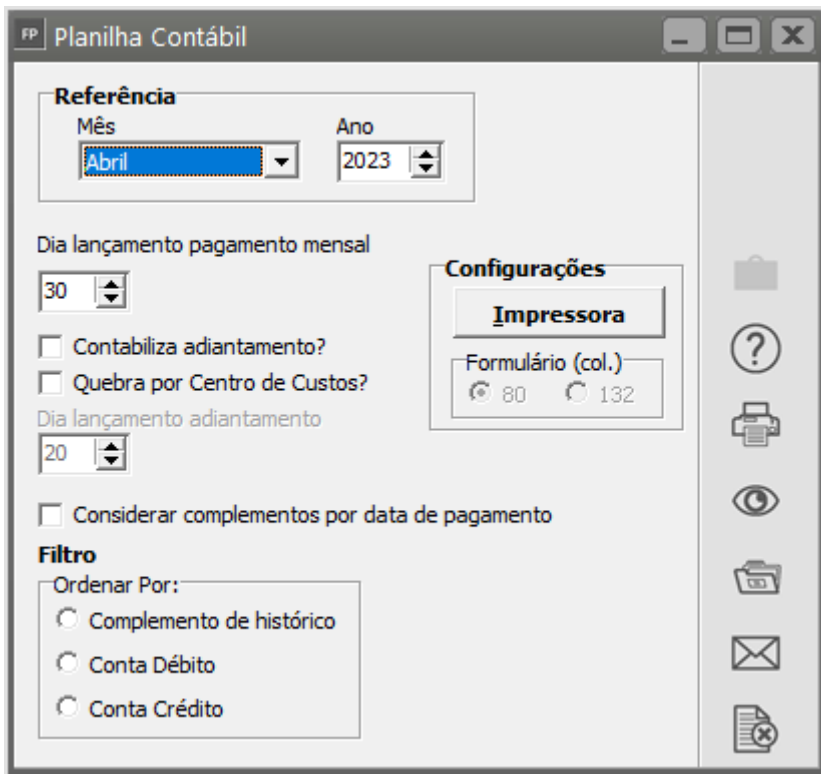 FP Planilha Contábil
Referência
Mês Ano
Abril 2023
Dia lançamento pagamento mensal
30
Configurações
Impressora
Formulário (col.)
80 132
Contabiliza adiantamento?
Quebra por Centro de Custos?
Dia lançamento adiantamento
20
Considerar complementos por data de pagamento
Filtro
Ordenar Por:
Complemento de histórico
Conta Débito
Conta Crédito